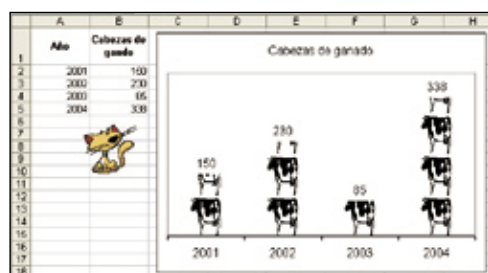 A B C D E F G H
1 Año Cabezas de
gando
Cabezas de ganado
2 2001 150
3 2002 230
4 2003 85
5 2004 338
6
7
8
9
10
11
12
13
14
15
16
17
18
338
230
150
85
2001 2002 2003 2004